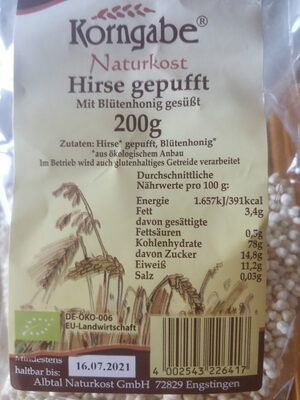 Korngabe®
Naturkost
Hirse gepufft
Mit Blütenhonig gesüßt
200g
Zutaten: Hirse* gepufft, Blütenhonig*
*aus ökologischem Anbau
Im Betrieb wird auch glutenhaltiges Getreide verarbeitet
Durchschnittliche
Nährwerte pro 100 g:
Energie 1.657kJ/391kcal
Fett 3,4g
davon gesättigte
Fettsäuren 0,5g
Kohlenhydrate 78g
davon Zucker 14,8g
Eiweiß 11,2g
Salz 0,03g
DE-ÖKO-006
EU-Landwirtschaft
4 002543 226417
Mindestens
haltbar bis: 16.07.2021
Albtal Naturkost GmbH 72829 Engstingen